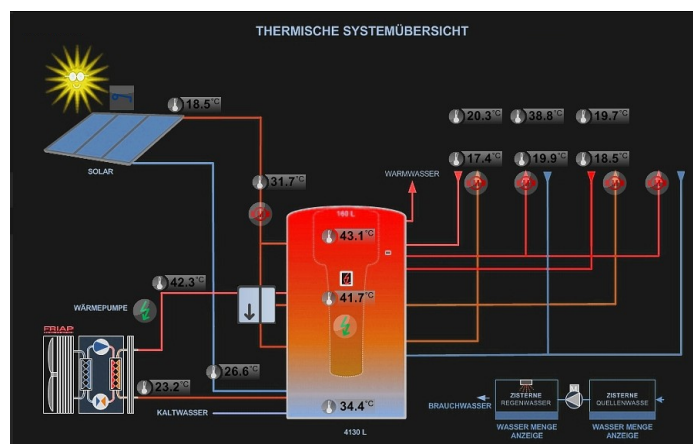 THERMISCHE SYSTEMÜBERSICHT
18.5°C
20.3°C 38.8°C 19.7°C
SOLAR
31.7°C
17.4°C 19.9°C 18.5°C
WARMWASSER
160 L
43.1°C
42.3°C
41.7°C
WÄRMEPUMPE
FRIAP
26.6°C
23.2°C
34.4°C
KALTWASSER
4130 L
BRAUCHWASSER
ZISTERNE
REGENWASSER
ZISTERNE
QUELLENWASSE
WASSER MENGE
ANZEIGE
WASSER MENGE
ANZEIGE